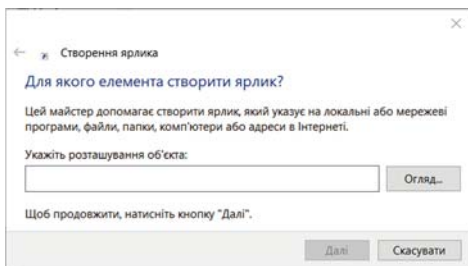 Створення ярлика
Для якого елемента створити ярлик?
Цей майстер допомагає створити ярлик, який указує на локальні або мережеві
програми, файли, папки, комп'ютери або адреси в Інтернеті.
Укажіть розташування об'єкта:
Огляд...
Щоб продовжити, натисніть кнопку "Далі".
Далі
Скасувати